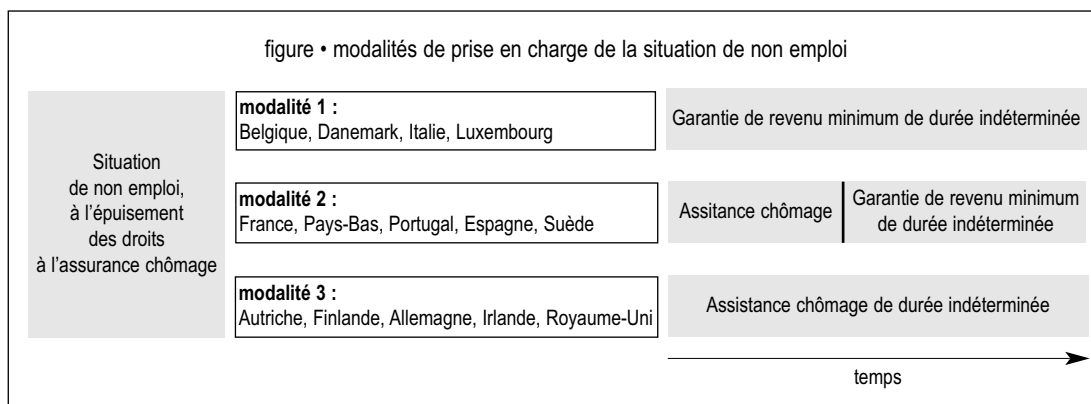 figure • modalités de prise en charge de la situation de non emploi
Situation
de non emploi,
à l'épuisement
des droits
à l'assurance chômage
modalité 1 :
Belgique, Danemark, Italie, Luxembourg
Garantie de revenu minimum de durée indéterminée
modalité 2 :
France, Pays-Bas, Portugal, Espagne, Suède
Assitance chômage
Garantie de revenu minimum
de durée indéterminée
modalité 3 :
Autriche, Finlande, Allemagne, Irlande, Royaume-Uni
Assistance chômage de durée indéterminée
temps